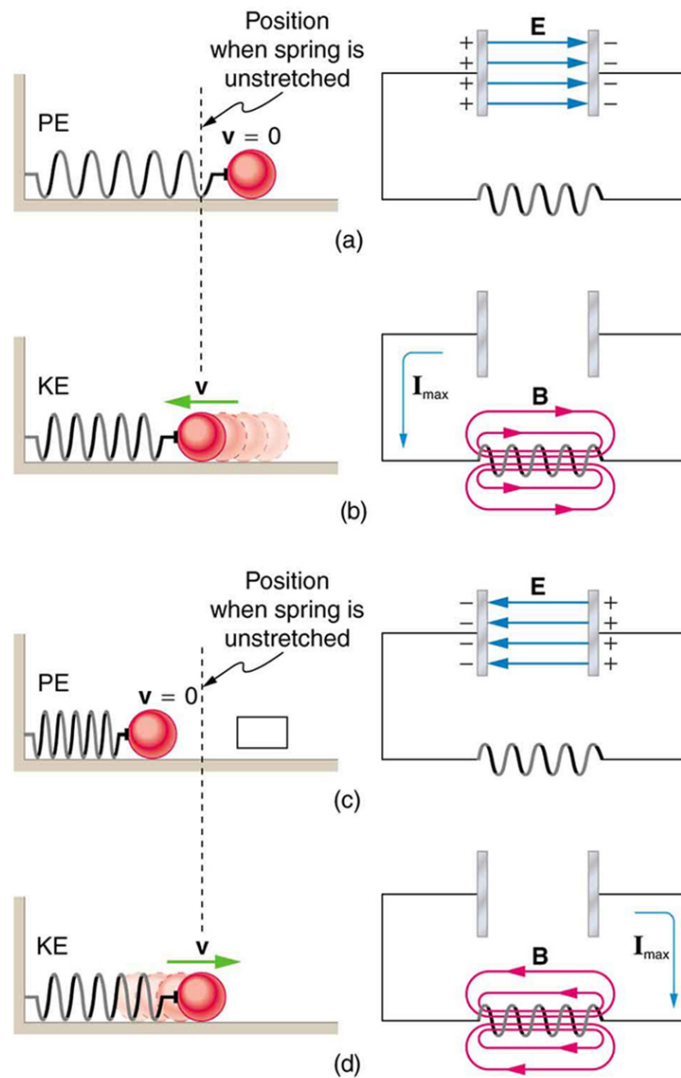 Position
when spring is
unstretched
PE
v = 0
+ E −
+ −
+ −
+ −
(a)
KE
v
I max
B
(b)
Position
when spring is
unstretched
PE
v = 0
− E +
− +
− +
− +
(c)
KE
v
I max
B
(d)